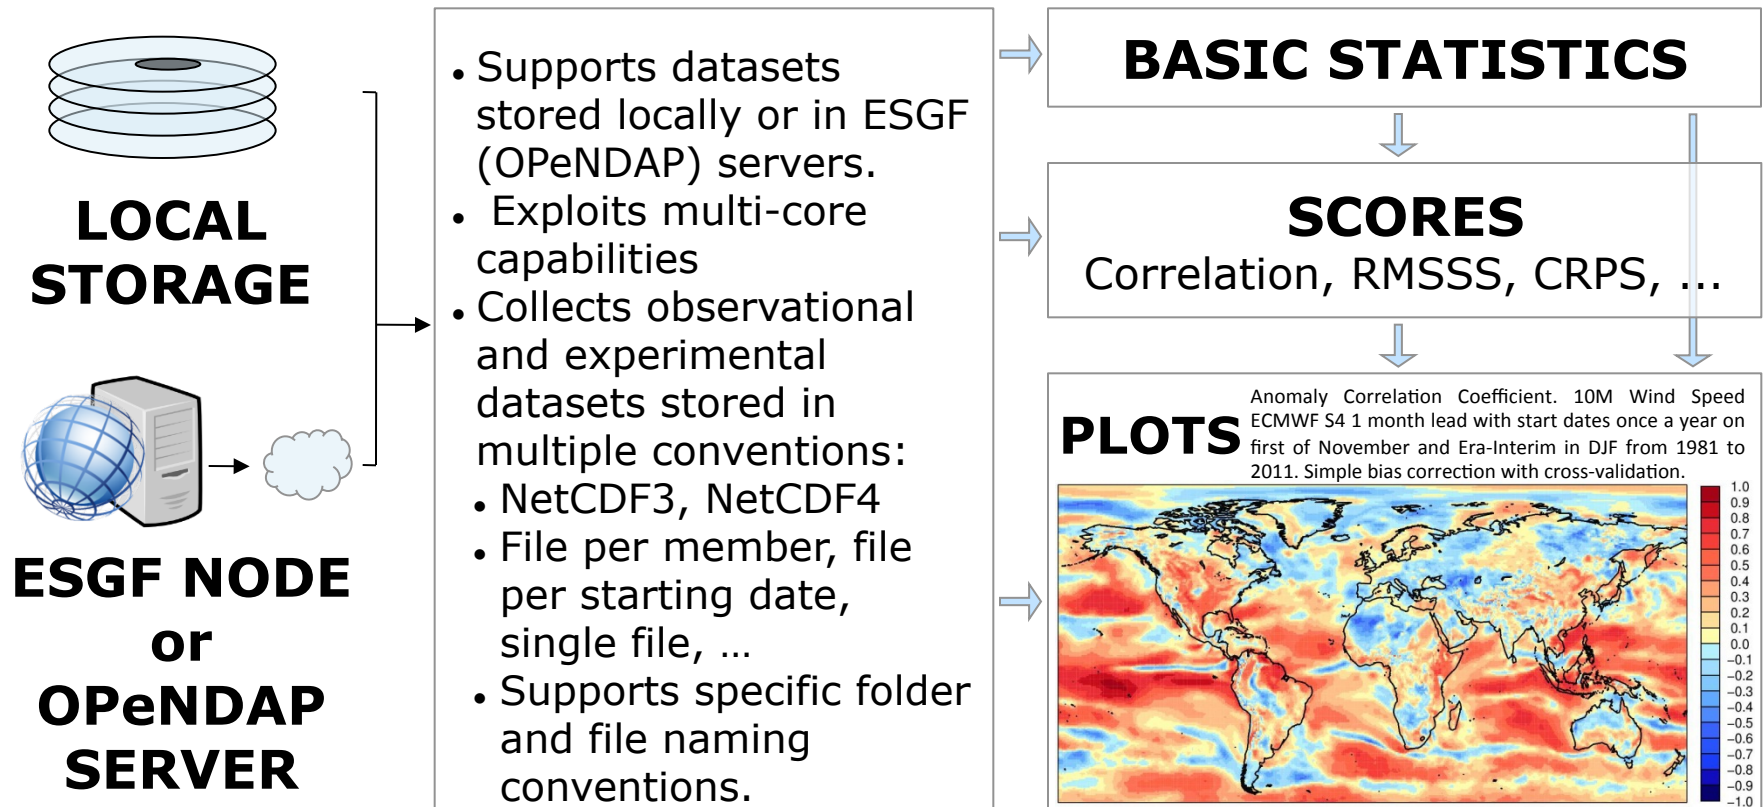 LOCAL
STORAGE
ESGF NODE
or
OPeNDAP
SERVER
• Supports datasets
stored locally or in ESGF
(OPeNDAP) servers.
• Exploits multi-core
capabilities
• Collects observational
and experimental
datasets stored in
multiple conventions:
• NetCDF3, NetCDF4
• File per member, file
per starting date,
single file, …
• Supports specific folder
and file naming
conventions.
BASIC STATISTICS
SCORES
Correlation, RMSSS, CRPS, ...
PLOTS
Anomaly Correlation Coefficient. 10M Wind Speed
ECMWF S4 1 month lead with start dates once a year on
first of November and Era-Interim in DJF from 1981 to
2011. Simple bias correction with cross-validation.
1.0
0.9
0.8
0.7
0.6
0.5
0.4
0.3
0.2
0.1
0.0
−0.1
−0.2
−0.3
−0.4
−0.5
−0.6
−0.7
−0.8
−0.9
−1.0